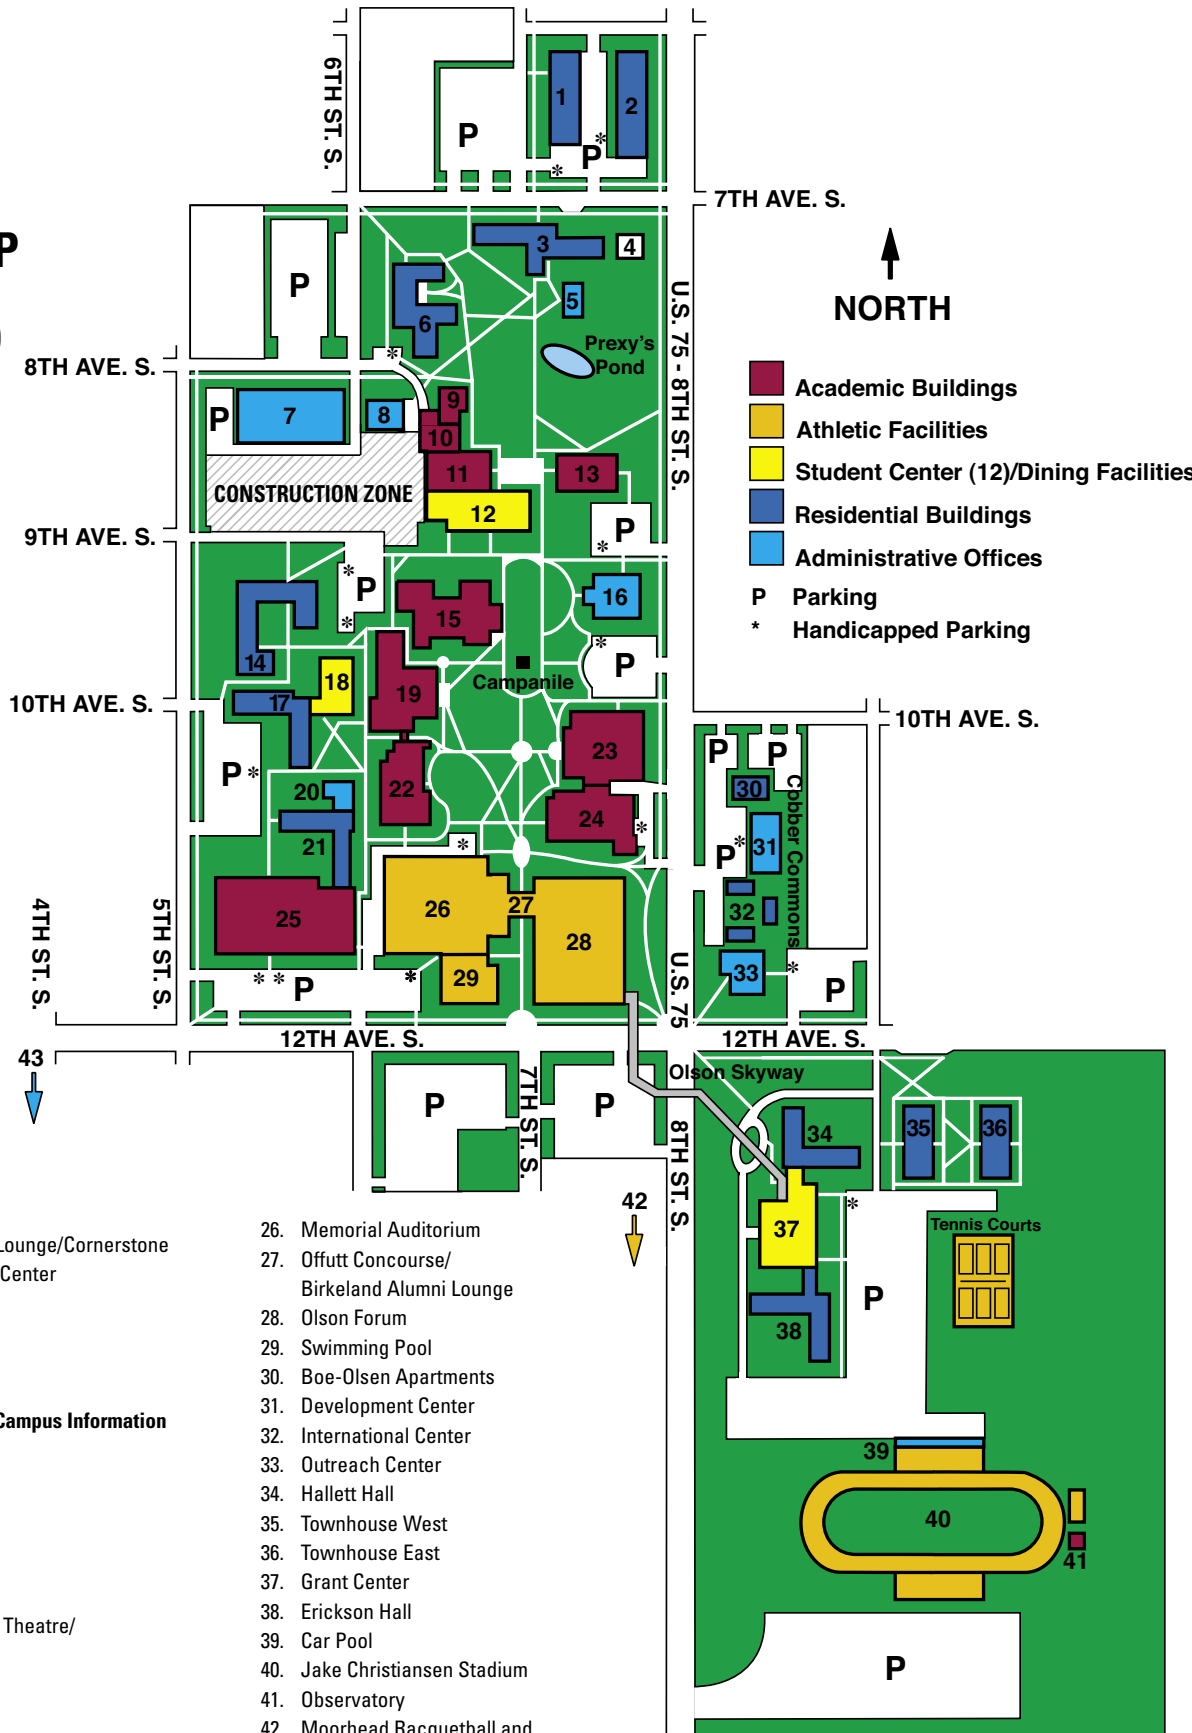 6TH ST. S.
1
2
P
P*
*
7TH AVE. S.
P
3
4
P
5
6
U.S. 75 - 8TH ST. S.
NORTH
Prexy's
Pond
*
8TH AVE. S.
Academic Buildings
P
7
8
9
10
Athletic Facilities
11
13
Student Center (12)/Dining Facilities
CONSTRUCTION ZONE
12
Residential Buildings
P
*
9TH AVE. S.
Administrative Offices
*
P
*
16
P Parking
15
* Handicapped Parking
*
P
14
18
19
Campanile
17
10TH AVE. S.
10TH AVE. S.
23
P
P
P*
22
20
30
Cobber Commons
24
*
21
*
31
P*
26
27
25
28
32
4TH ST. S.
5TH ST. S.
29
U.S. 75
33
*
* *
P
*
P
12TH AVE. S.
12TH AVE. S.
43
Olson Skyway
7TH ST. S.
P
P
8TH ST. S.
34
35
36
42
*
37
Tennis Courts
P
38
39
40
41
P
Lounge/Cornerstone
Center
Campus Information
Theatre/
26. Memorial Auditorium
27. Offutt Concourse/
Birkeland Alumni Lounge
28. Olson Forum
29. Swimming Pool
30. Boe-Olsen Apartments
31. Development Center
32. International Center
33. Outreach Center
34. Hallett Hall
35. Townhouse West
36. Townhouse East
37. Grant Center
38. Erickson Hall
39. Car Pool
40. Jake Christiansen Stadium
41. Observatory
42. Moorhead Racquetball and